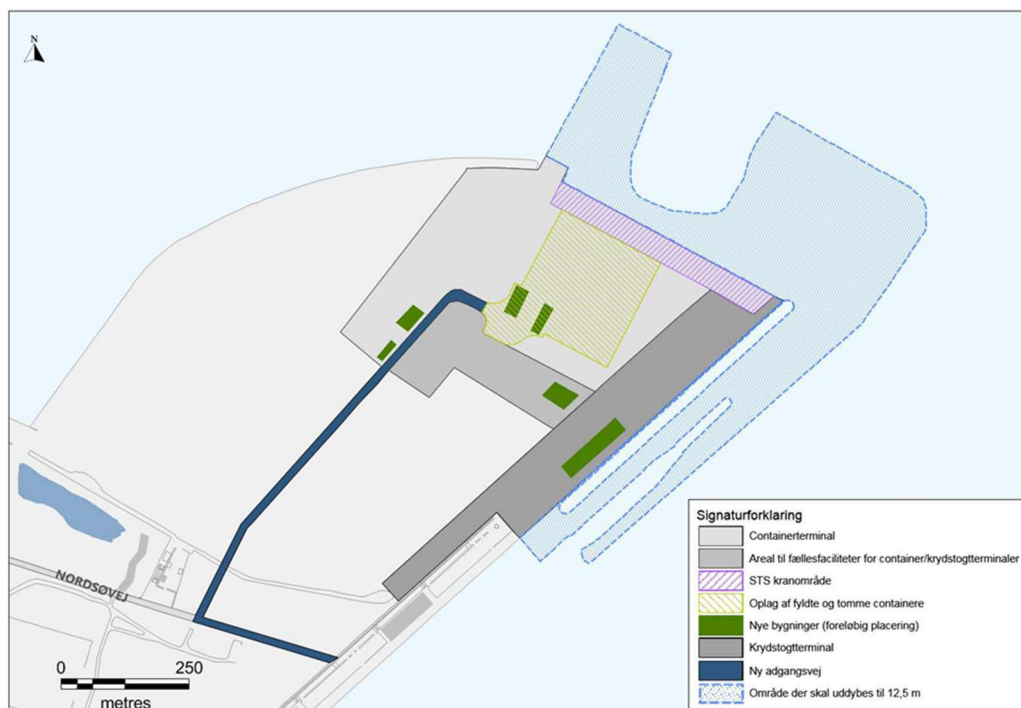 N
NORDSØVEJ
0 250
metres
Signaturforklaring
Containerterminal
Areal til fællesfaciliteter for container/krydstogtterminaler
STS kranområde
Oplag af fyldte og tomme containere
Nye bygninger (foreløbig placering)
Krydstogtterminal
Ny adgangsvej
Område der skal uddybes til 12,5 m